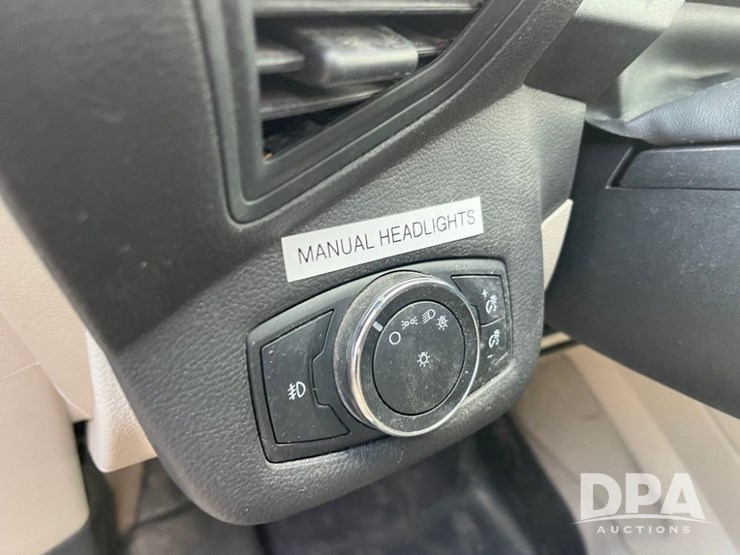 MANUAL HEADLIGHTS
+
-
DPA
AUCTIONS